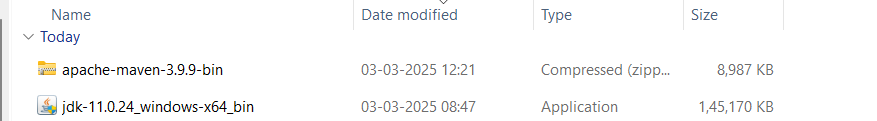 Name Date modified Type Size
Today
apache-maven-3.9.9-bin 03-03-2025 12:21 Compressed (zipp... 8,987 KB
jdk-11.0.24_windows-x64_bin 03-03-2025 08:47 Application 1,45,170 KB